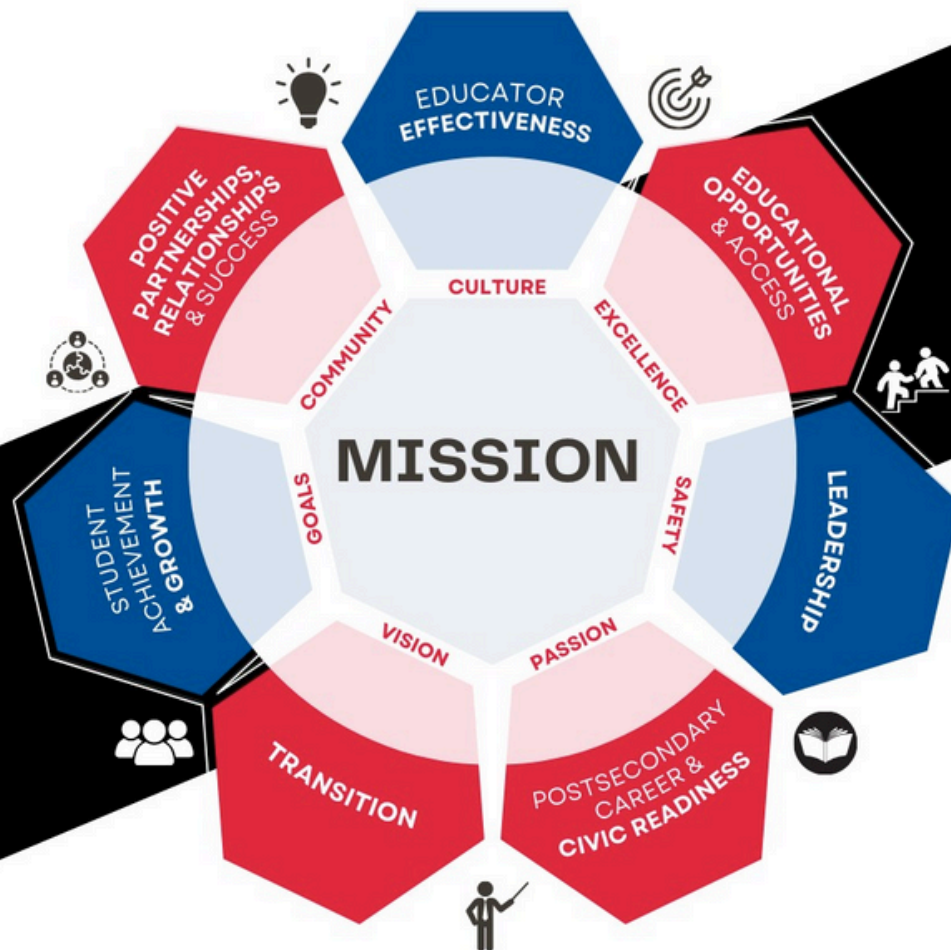 EDUCATOR
EFFECTIVENESS
EDUCATIONAL
OPPORTUNITIES
& ACCESS
LEADERSHIP
POSTSECONDARY
CAREER &
CIVIC READINESS
TRANSITION
STUDENT
ACHIEVEMENT
& GROWTH
POSITIVE
PARTNERSHIPS,
RELATIONSHIPS
& SUCCESS
CULTURE
EXCELLENCE
SAFETY
PASSION
VISION
GOALS
COMMUNITY
MISSION